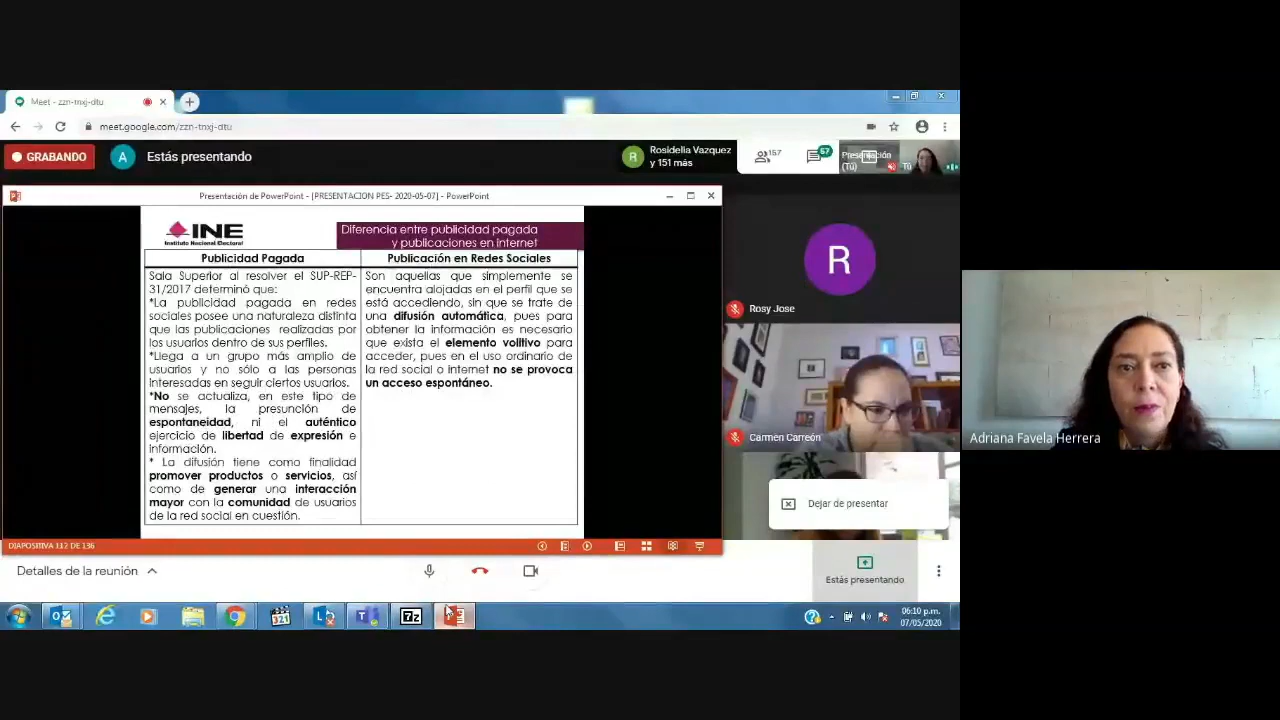 Meet - zzn-tnxj-dtu
meet.google.com/zzn-tnxj-dtu
GRABANDO
A
Estás presentando
R
Rosidelia Vazquez
y 151 más
157
67
Presentación
(Tú)
Tú
Presentación de PowerPoint - [PRESENTACION PES- 2020-05-07] - PowerPoint
INE
Instituto Nacional Electoral
Diferencia entre publicidad pagada
y publicaciones en internet
Publicidad Pagada
Sala Superior al resolver el SUP-REP-
31/2017 determinó que:
*La publicidad pagada en redes
sociales posee una naturaleza distinta
que las publicaciones realizadas por
los usuarios dentro de sus perfiles.
*Llega a un grupo más amplio de
usuarios y no sólo a las personas
interesadas en seguir ciertos usuarios.
*No se actualiza, en este tipo de
mensajes, la presunción de
espontaneidad, ni el auténtico
ejercicio de libertad de expresión e
información.
* La difusión tiene como finalidad
promover productos o servicios, así
como de generar una interacción
mayor con la comunidad de usuarios
de la red social en cuestión.
Publicación en Redes Sociales
Son aquellas que simplemente se
encuentra alojadas en el perfil que se
está accediendo, sin que se trate de
una difusión automática, pues para
obtener la información es necesario
que exista el elemento volitivo para
acceder, pues en el uso ordinario de
la red social o internet no se provoca
un acceso espontáneo.
DIAPOSITIVA 112 DE 136
R
Rosy Jose
Carmen Carreón
Dejar de presentar
Adriana Favela Herrera
Detalles de la reunión
Estás presentando
321
7z
06:10 p.m.
07/05/2020